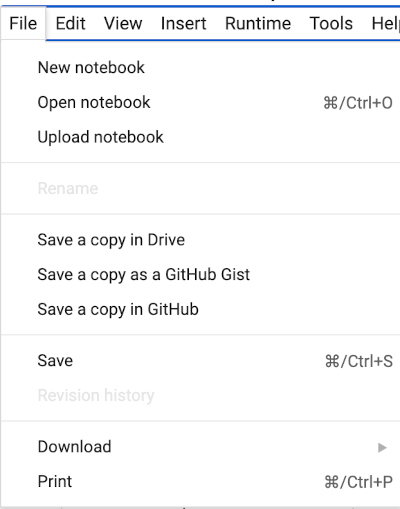 File Edit View Insert Runtime Tools Help
New notebook
Open notebook ⌘/Ctrl+O
Upload notebook
Rename
Save a copy in Drive
Save a copy as a GitHub Gist
Save a copy in GitHub
Save ⌘/Ctrl+S
Revision history
Download ►
Print ⌘/Ctrl+P